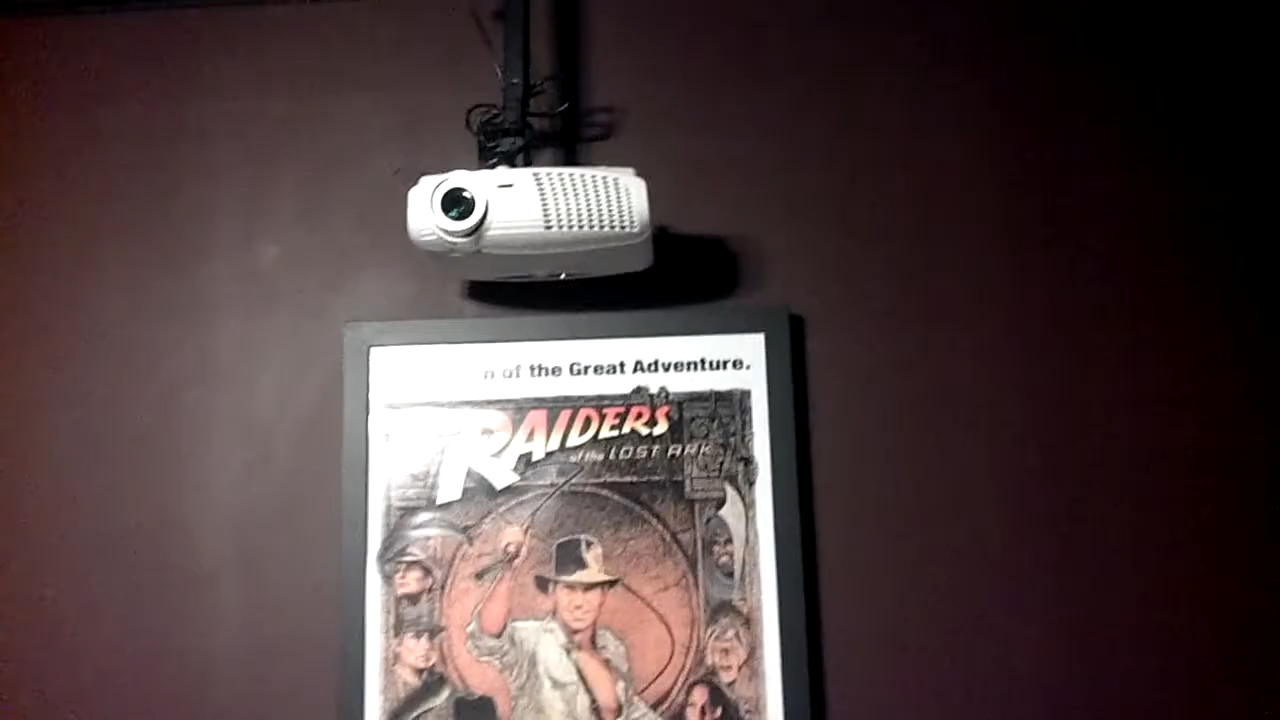 of the Great Adventure.
RAIDERS
of the LOST ARK